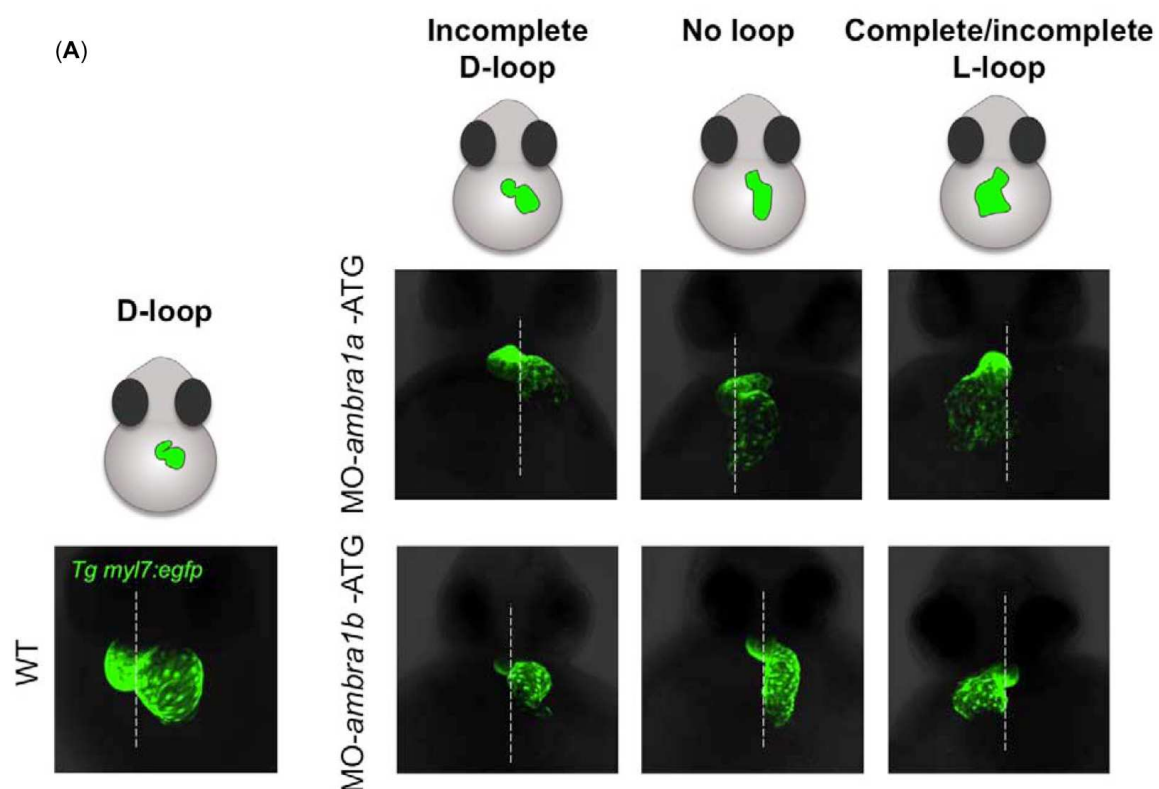 (A)
Incomplete
D-loop
No loop
Complete/incomplete
L-loop
D-loop
MO-ambra1a -ATG
Tg myl7:egfp
WT
MO-ambra1b -ATG